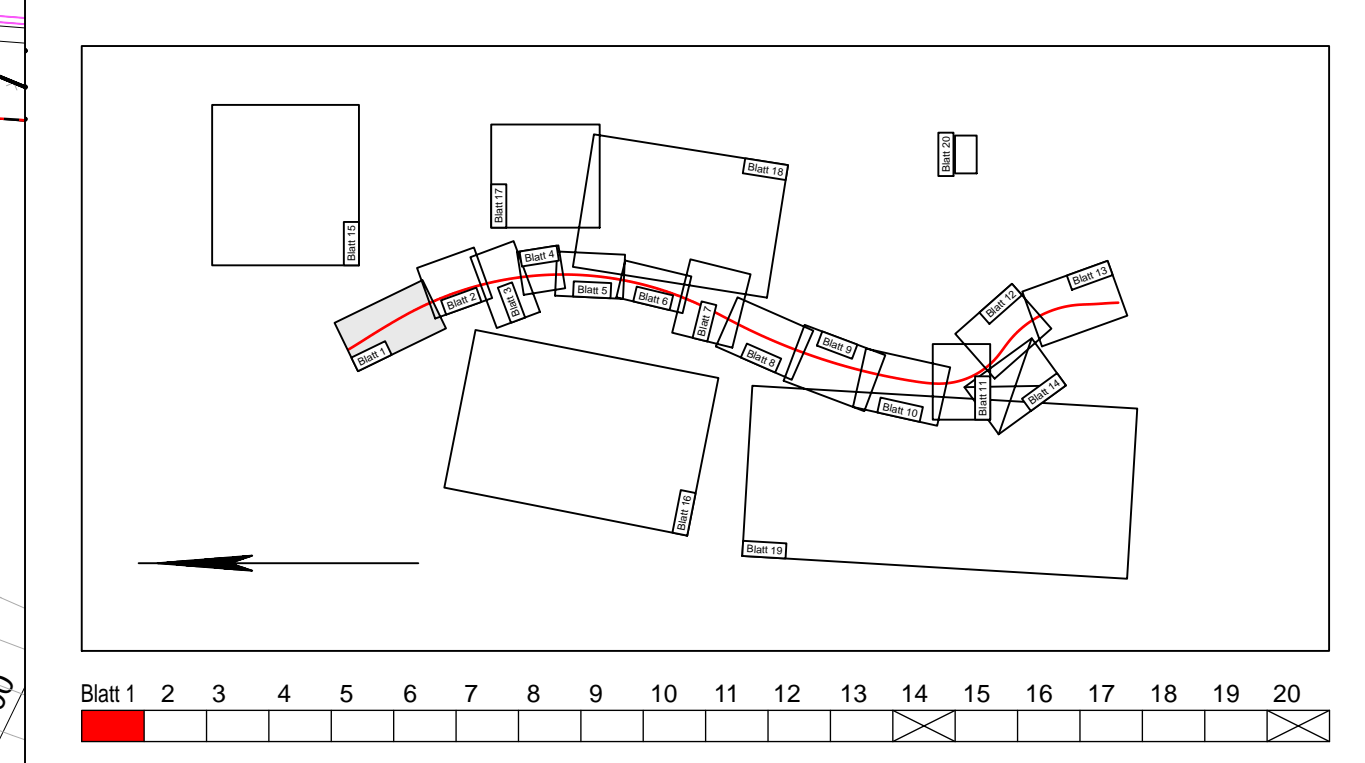 Blatt 20
Blatt 18
Blatt 17
Blatt 15
Blatt 4
Blatt 13
Blatt 5
Blatt 6
Blatt 2
Blatt 3
Blatt 12
Blatt 7
Blatt 9
Blatt 1
Blatt 8
Blatt 11
Blatt 14
Blatt 10
Blatt 16
Blatt 19
Blatt 1 2 3 4 5 6 7 8 9 10 11 12 13 14 15 16 17 18 19 20